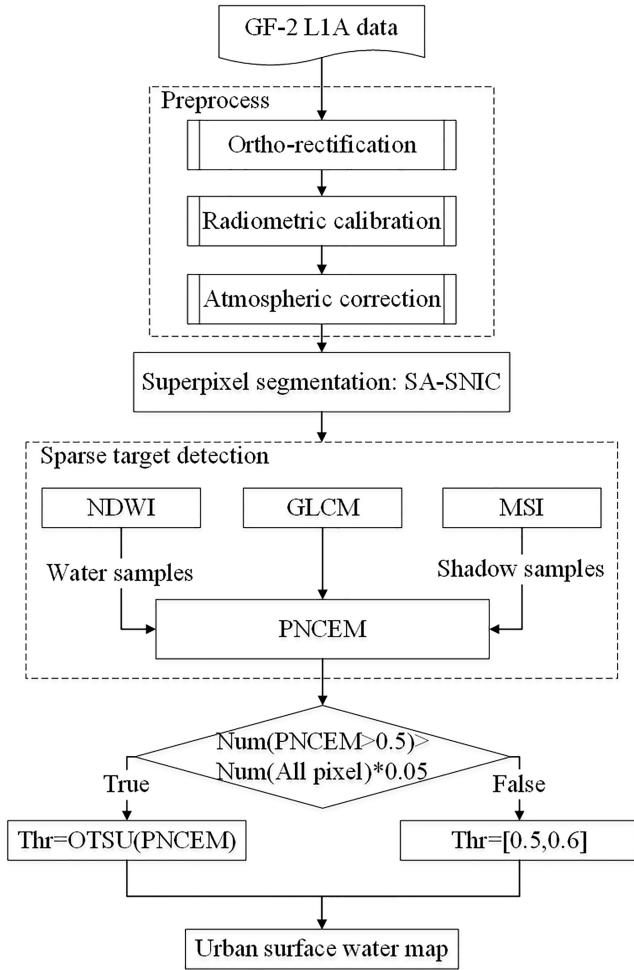 GF-2 L1A data
Preprocess
Ortho-rectification
Radiometric calibration
Atmospheric correction
Superpixel segmentation: SA-SNIC
Sparse target detection
NDWI
GLCM
MSI
Water samples
Shadow samples
PNCEM
Num(PNCEM>0.5)>
Num(All pixel)*0.05
True
False
Thr=OTSU(PNCEM)
Thr=[0.5,0.6]
Urban surface water map